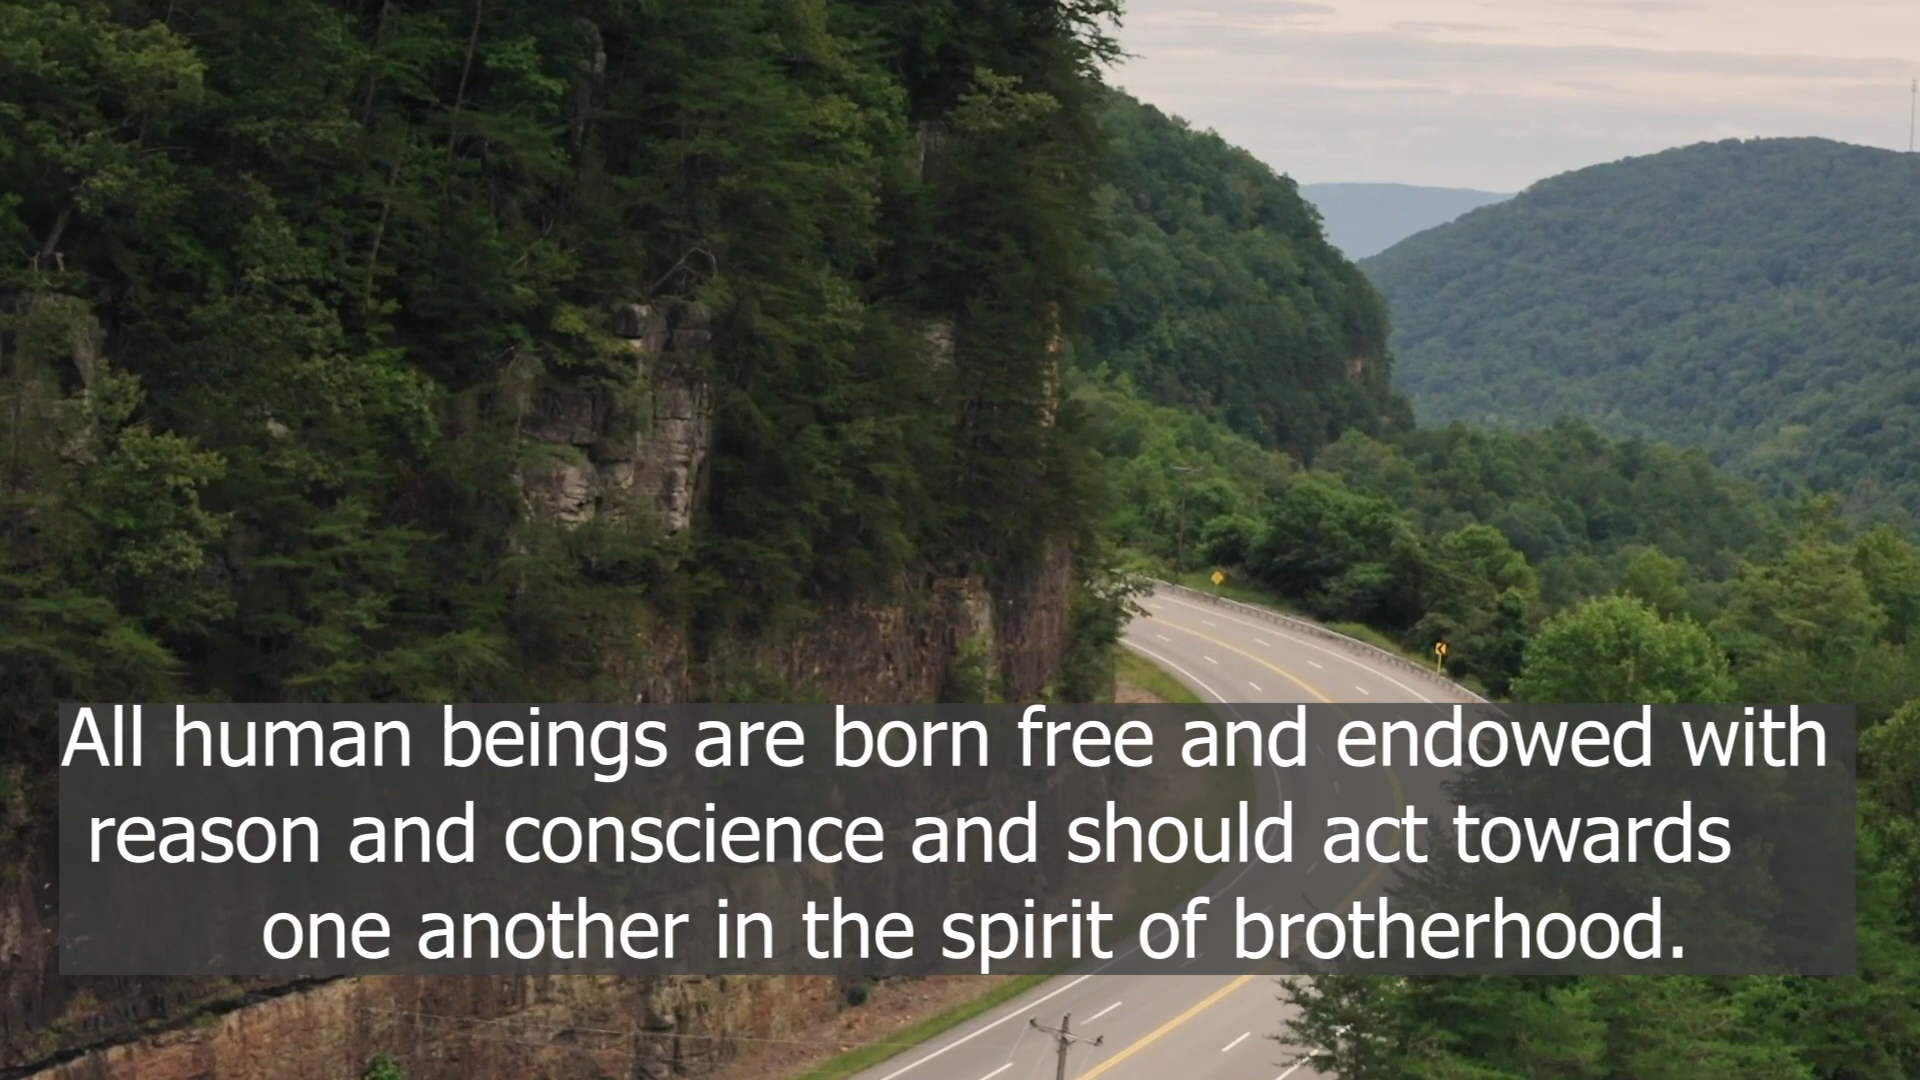 All human beings are born free and endowed with
reason and conscience and should act towards
one another in the spirit of brotherhood.